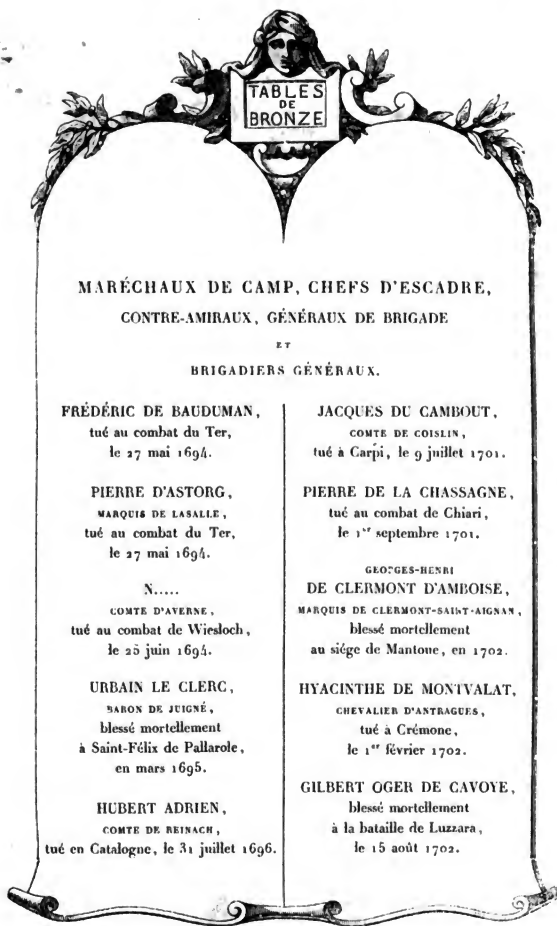 TABLES
DE
BRONZE
MARÉCHAUX DE CAMP, CHEFS D'ESCADRE,
CONTRE-AMIRAUX, GÉNÉRAUX DE BRIGADE
ET
BRIGADIERS GÉNÉRAUX.
FRÉDÉRIC DE BAUDUMAN,
tué au combat du Ter,
le 27 mai 1694.
PIERRE D'ASTORG,
MARQUIS DE LASALLE,
tué au combat du Ter,
le 27 mai 1694.
N.....
COMTE D'AVERNE,
tué au combat de Wiesloch,
le 25 juin 1694.
URBAIN LE CLERC,
BARON DE JUIGNÉ,
blessé mortellement
à Saint-Félix de Pallarole,
en mars 1695.
HUBERT ADRIEN,
COMTE DE REINACH,
tué en Catalogne, le 31 juillet 1696.
JACQUES DU CAMBOUT,
COMTE DE COISLIN,
tué à Carpi, le 9 juillet 1701.
PIERRE DE LA CHASSAGNE,
tué au combat de Chiari,
le 1er septembre 1701.
GEORGES-HENRI
DE CLERMONT D'AMBOISE,
MARQUIS DE CLERMONT-SAINT-AIGNAN,
blessé mortellement
au siége de Mantoue, en 1702.
HYACINTHE DE MONTVALAT,
CHEVALIER D'ANTRAGUES,
tué à Crémone,
le 1er février 1702.
GILBERT OGER DE CAVOYE,
blessé mortellement
à la bataille de Luzzara,
le 15 août 1702.